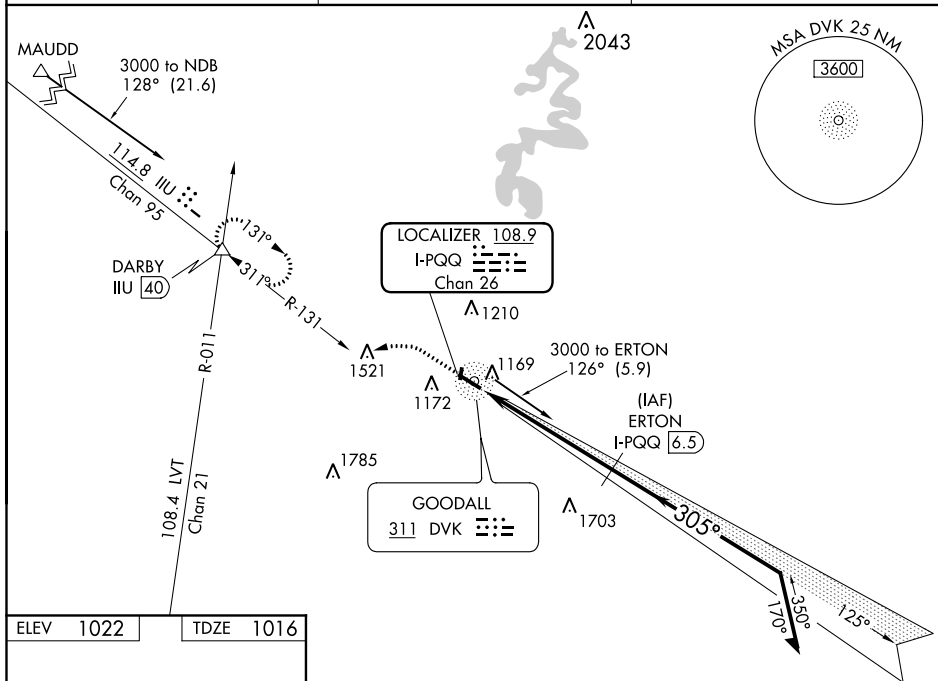 2043
MAUDD
3000 to NDB
128° (21.6)
MSA DVK 25 NM
3600
114.8 IIU
Chan 95
131°
311°
DARBY
IIU 40
R-131
LOCALIZER 108.9
I-PQQ
Chan 26
1210
R-011
1521
1169
1172
3000 to ERTON
126° (5.9)
(IAF)
ERTON
I-PQQ 6.5
1785
108.4 LVT
Chan 21
GOODALL
311 DVK
1703
305°
350°
170°
125°
ELEV 1022
TDZE 1016